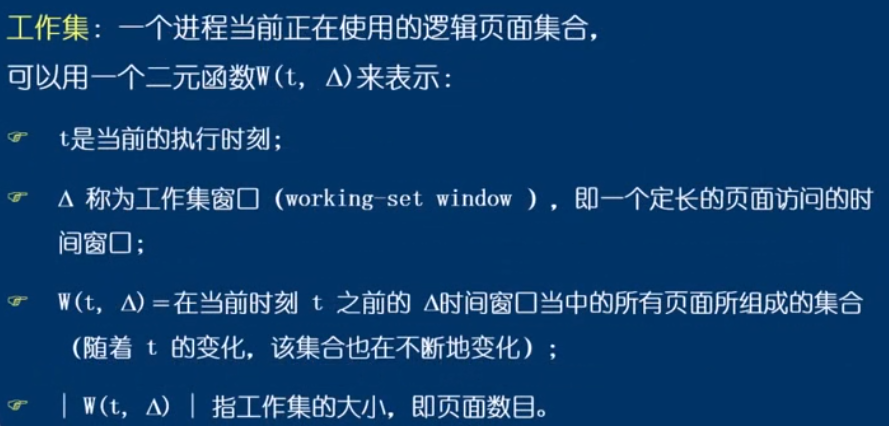 工作集：一个进程当前正在使用的逻辑页面集合，
可以用一个二元函数W(t, Δ)来表示：
☞ t是当前的执行时刻；
☞ Δ 称为工作集窗口（working-set window ），即一个定长的页面访问的时
间窗口；
☞ W(t, Δ)＝在当前时刻 t 之前的 Δ时间窗口当中的所有页面所组成的集合
（随着 t 的变化，该集合也在不断地变化）；
☞ | W(t, Δ) | 指工作集的大小，即页面数目。